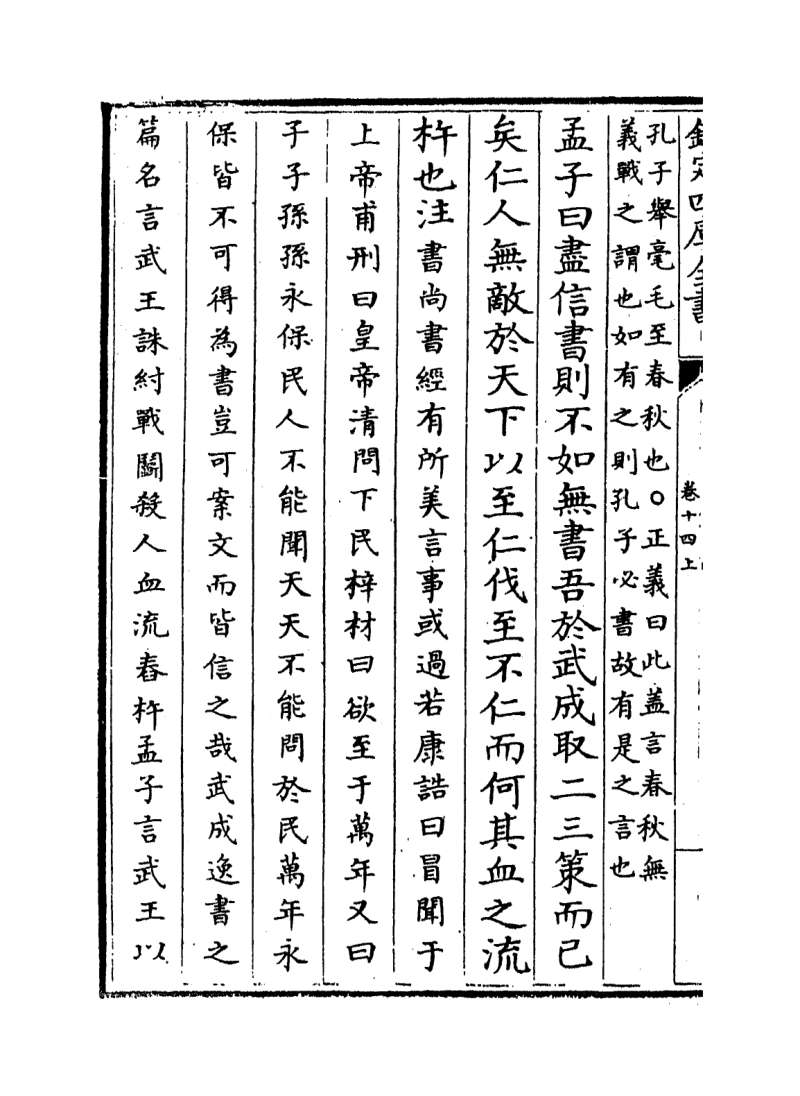 欽定四庫全書
卷十四上
孔子舉毫毛至春秋也○正義曰此蓋言春秋無
義戰之謂也如有之則孔子必書故有是之言也
孟子曰盡信書則不如無書吾於武成取二三策而已
矣仁人無敵於天下以至仁伐至不仁而何其血之流
杵也注書尚書經有所美言事或過若康誥曰冒聞于
上帝甫刑曰皇帝清問下民梓材曰欲至于萬年又曰
子子孫孫永保民人不能聞天天不能問於民萬年永
保皆不可得為書豈可案文而皆信之哉武成逸書之
篇名言武王誅紂戰鬭殺人血流舂杵孟子言武王以